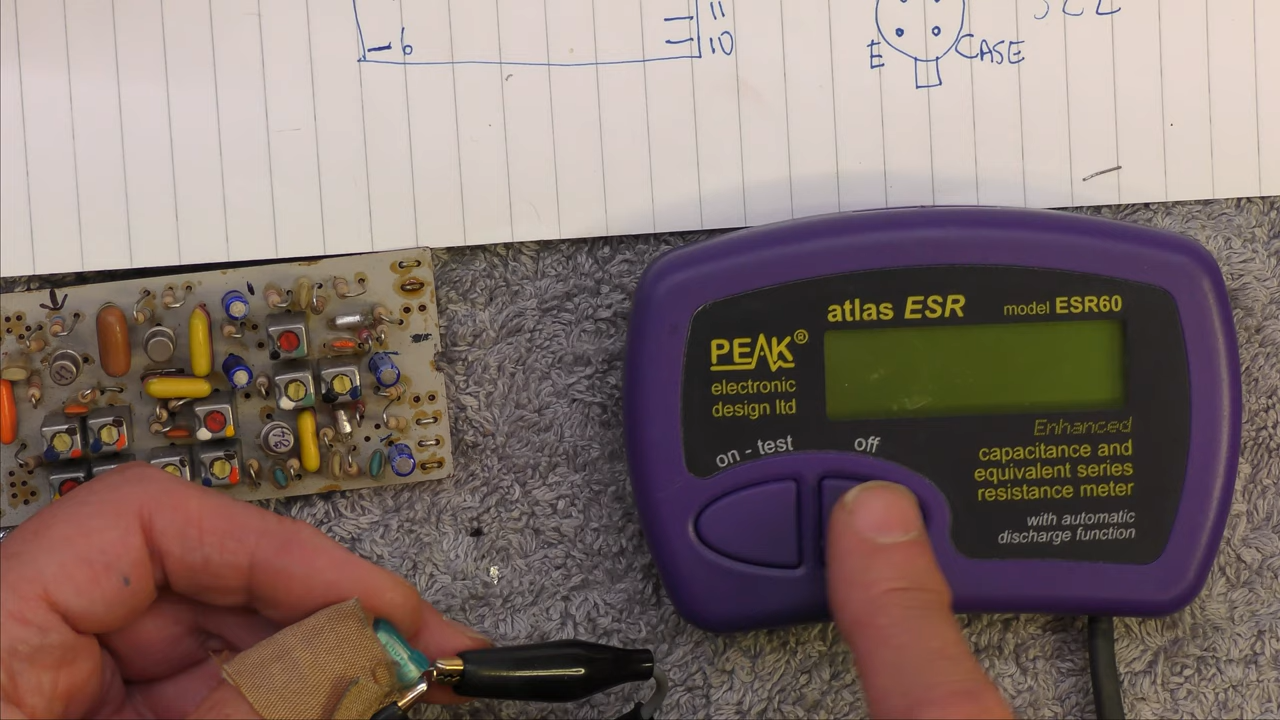 11
6
10
E
CASE
atlas ESR
model ESR60
PEAK®
electronic
design ltd
Enhanced
capacitance and
equivalent series
resistance meter
on - test
off
with automatic
discharge function